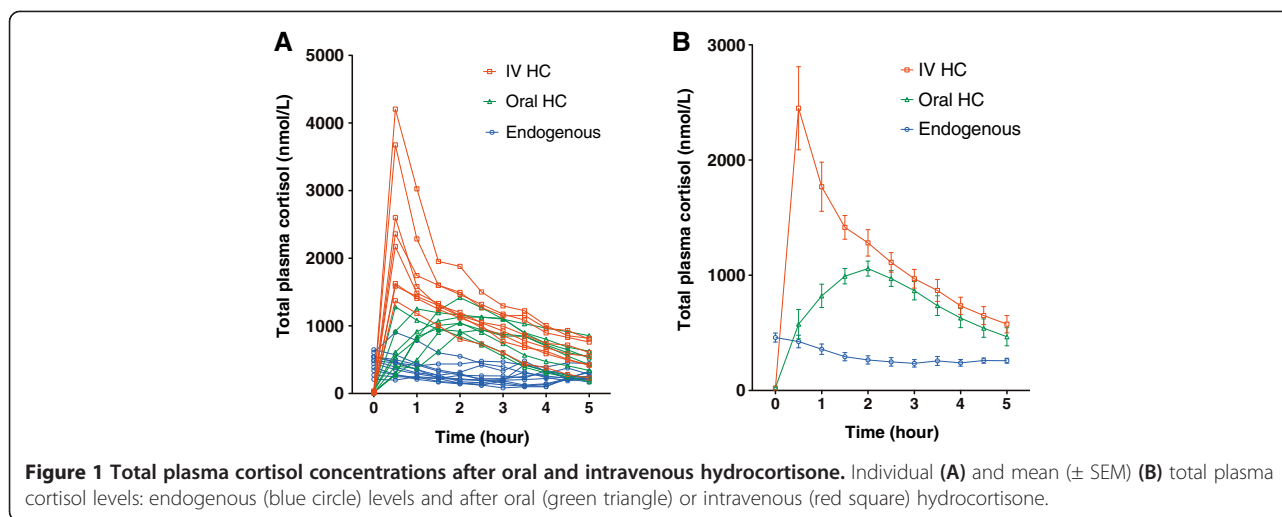 A
5000
4000
3000
2000
1000
0
Total plasma cortisol (nmol/L)
IV HC
Oral HC
Endogenous
0 1 2 3 4 5
Time (hour)
B
3000
2000
1000
0
Total plasma cortisol (nmol/L)
IV HC
Oral HC
Endogenous
0 1 2 3 4 5
Time (hour)
Figure 1 Total plasma cortisol concentrations after oral and intravenous hydrocortisone. Individual (A) and mean (± SEM) (B) total plasma
cortisol levels: endogenous (blue circle) levels and after oral (green triangle) or intravenous (red square) hydrocortisone.